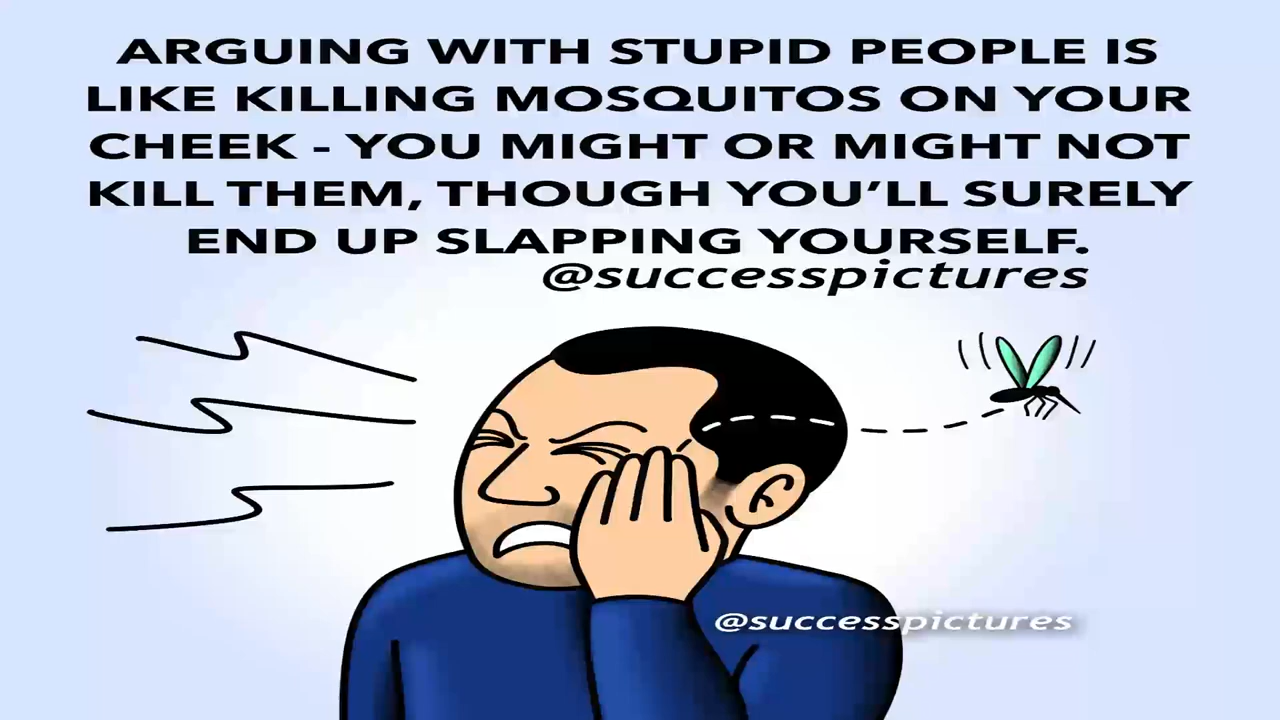 ARGUING WITH STUPID PEOPLE IS
LIKE KILLING MOSQUITOS ON YOUR
CHEEK - YOU MIGHT OR MIGHT NOT
KILL THEM, THOUGH YOU’LL SURELY
END UP SLAPPING YOURSELF.
@successpictures
@successpictures